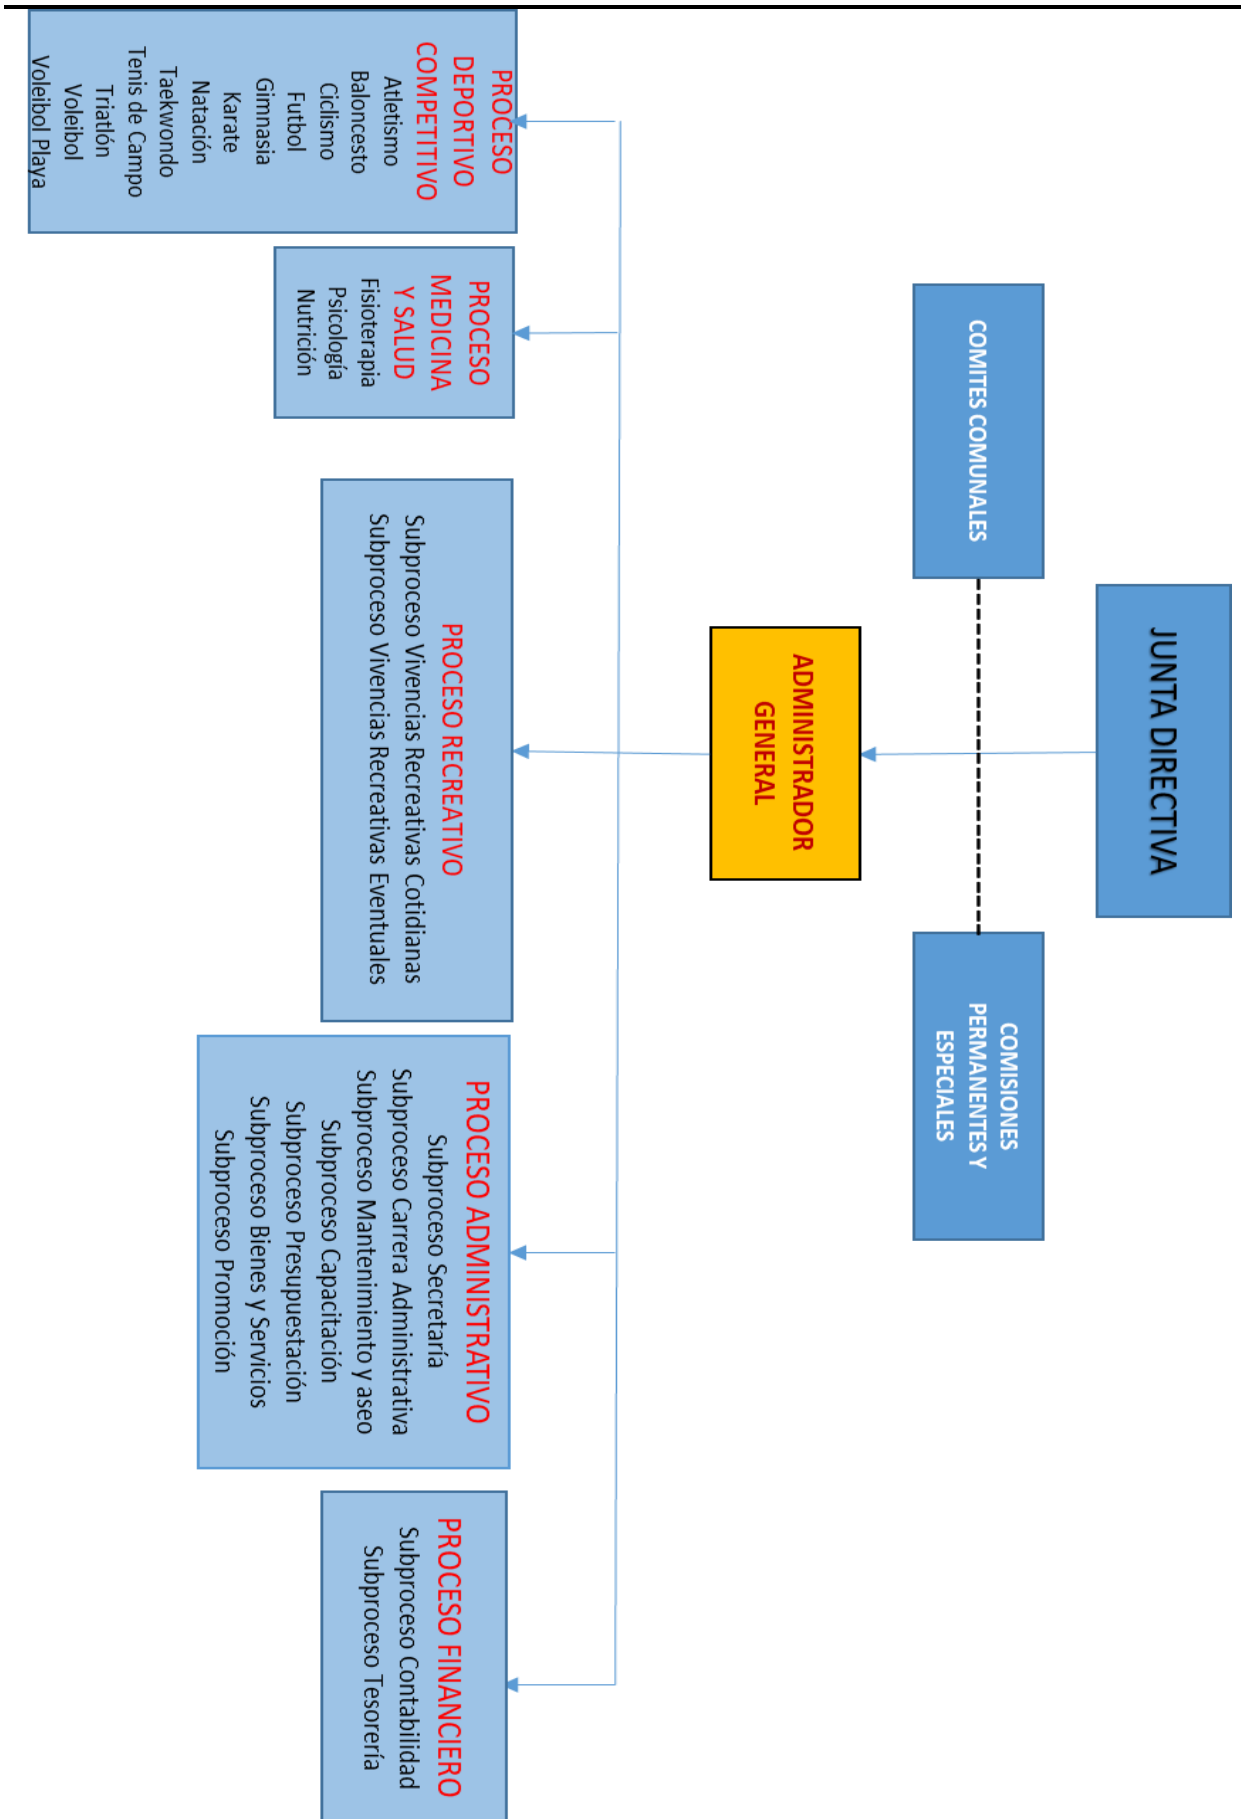 JUNTA DIRECTIVA
COMITES COMUNALES
COMISIONES
PERMANENTES Y
ESPECIALES
ADMINISTRADOR
GENERAL
PROCESO
DEPORTIVO
COMPETITIVO
Atletismo
Baloncesto
Ciclismo
Futbol
Gimnasia
Karate
Natación
Taekwondo
Tenis de Campo
Triatlón
Voleibol
Voleibol Playa
PROCESO
MEDICINA
Y SALUD
Fisioterapia
Psicología
Nutrición
PROCESO RECREATIVO
Subproceso Vivencias Recreativas Cotidianas
Subproceso Vivencias Recreativas Eventuales
PROCESO ADMINISTRATIVO
Subproceso Secretaría
Subproceso Carrera Administrativa
Subproceso Mantenimiento y aseo
Subproceso Capacitación
Subproceso Presupuestación
Subproceso Bienes y Servicios
Subproceso Promoción
PROCESO FINANCIERO
Subproceso Contabilidad
Subproceso Tesorería